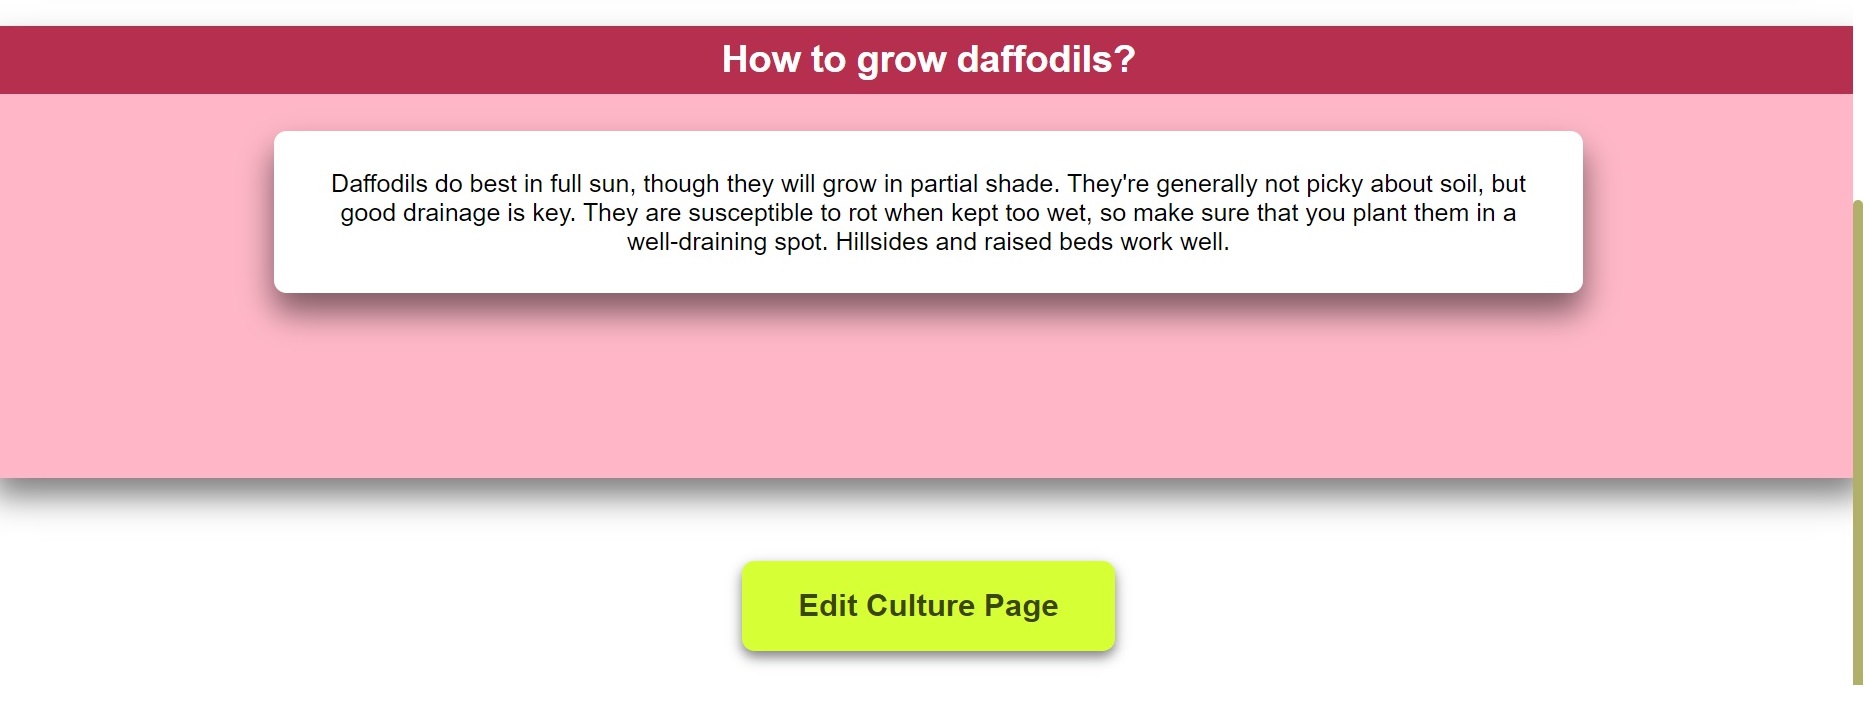 How to grow daffodils?
Daffodils do best in full sun, though they will grow in partial shade. They're generally not picky about soil, but
good drainage is key. They are susceptible to rot when kept too wet, so make sure that you plant them in a
well-draining spot. Hillsides and raised beds work well.
Edit Culture Page